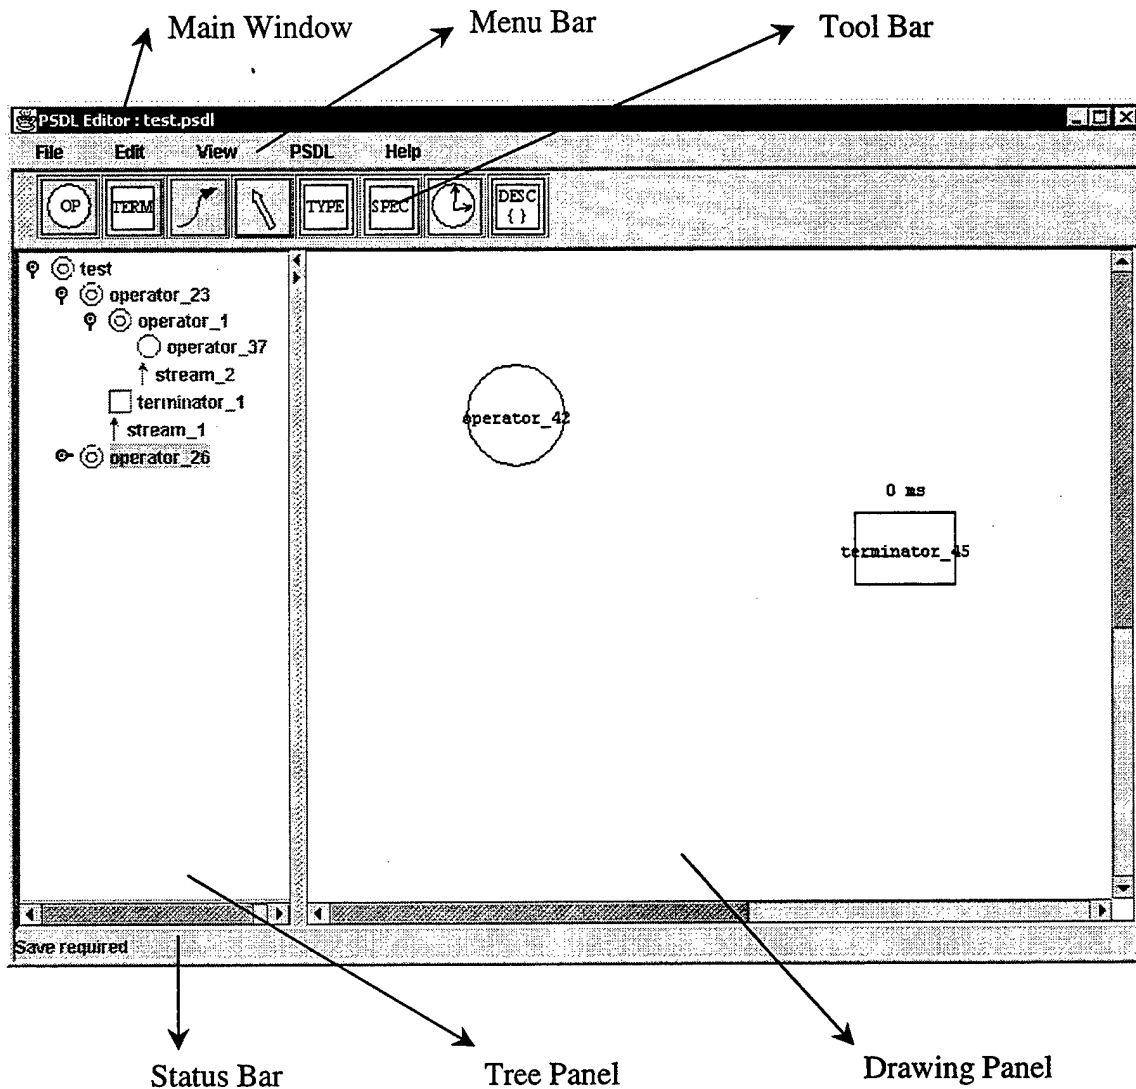 Main Window
Menu Bar
Tool Bar
PSDL Editor : test.psdl
File Edit View PSDL Help
OP TERM TYPE SPEC DESC
{ }
test
operator_23
operator_1
operator_37
stream_2
terminator_1
stream_1
operator_26
operator_42
0 ms
terminator_45
Save required
Status Bar
Tree Panel
Drawing Panel